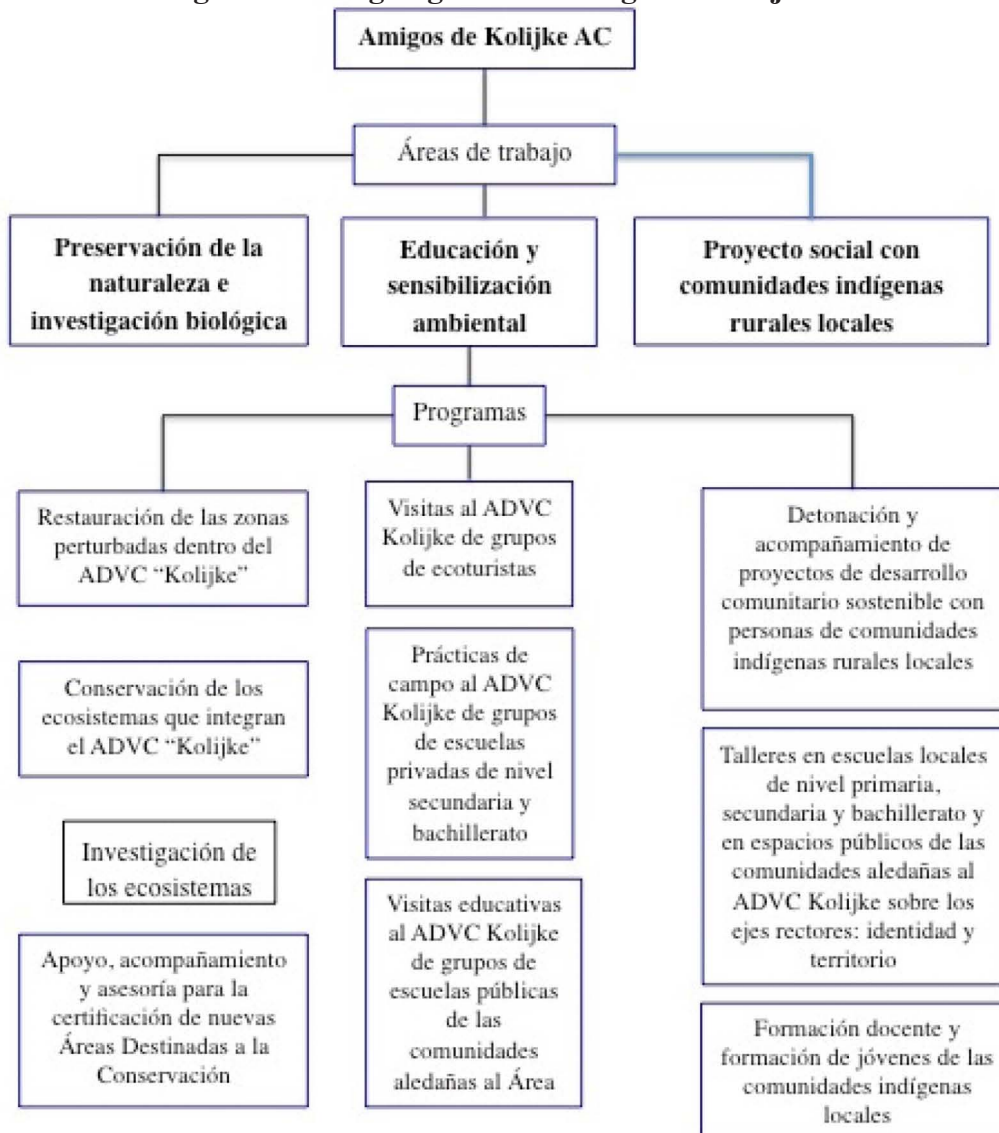 Amigos de Kolijke AC
Áreas de trabajo
Preservación de la
naturaleza e
investigación biológica
Educación y
sensibilización
ambiental
Proyecto social con
comunidades indígenas
rurales locales
Programas
Restauración de las zonas
perturbadas dentro del
ADVC “Kolijke”
Conservación de los
ecosistemas que integran
el ADVC “Kolijke”
Investigación de
los ecosistemas
Apoyo, acompañamiento
y asesoría para la
certificación de nuevas
Áreas Destinadas a la
Conservación
Visitas al ADVC
Kolijke de grupos
de ecoturistas
Prácticas de
campo al ADVC
Kolijke de grupos
de escuelas
privadas de nivel
secundaria y
bachillerato
Visitas educativas
al ADVC Kolijke
de grupos de
escuelas públicas
de las
comunidades
aledañas al Área
Detonación y
acompañamiento de
proyectos de desarrollo
comunitario sostenible con
personas de comunidades
indígenas rurales locales
Talleres en escuelas locales
de nivel primaria,
secundaria y bachillerato y
en espacios públicos de las
comunidades aledañas al
ADVC Kolijke sobre los
ejes rectores: identidad y
territorio
Formación docente y
formación de jóvenes de las
comunidades indígenas
locales